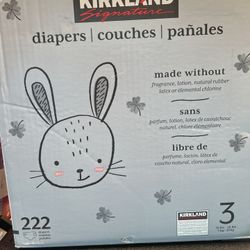 KIRKLAND
Signature
diapers | couches | pañales
made without
fragrance, lotion, natural rubber
latex or elemental chlorine
sans
parfum, lotion, latex de caoutchouc
naturel, chlore élémentaire
libre de
perfume, loción, látex de
caucho natural, cloro elemental
222
3
KIRKLAND